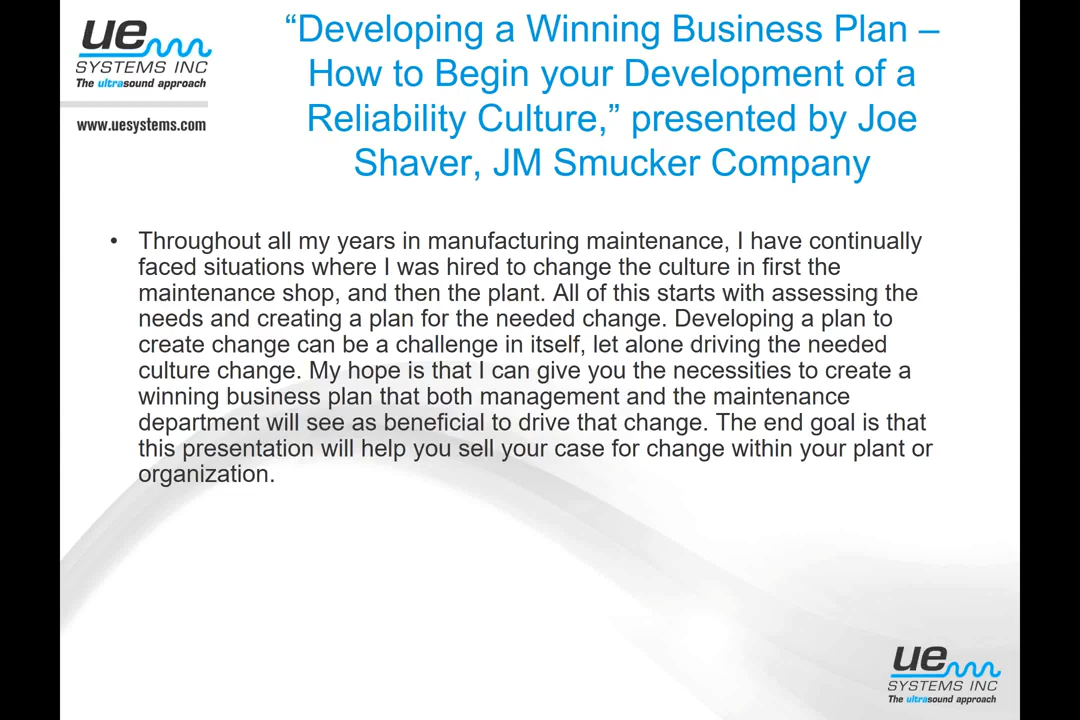 ue
SYSTEMS INC
The ultrasound approach
www.uesystems.com
“Developing a Winning Business Plan –
How to Begin your Development of a
Reliability Culture,” presented by Joe
Shaver, JM Smucker Company
• Throughout all my years in manufacturing maintenance, I have continually
faced situations where I was hired to change the culture in first the
maintenance shop, and then the plant. All of this starts with assessing the
needs and creating a plan for the needed change. Developing a plan to
create change can be a challenge in itself, let alone driving the needed
culture change. My hope is that I can give you the necessities to create a
winning business plan that both management and the maintenance
department will see as beneficial to drive that change. The end goal is that
this presentation will help you sell your case for change within your plant or
organization.
ue
SYSTEMS INC
The ultrasound approach